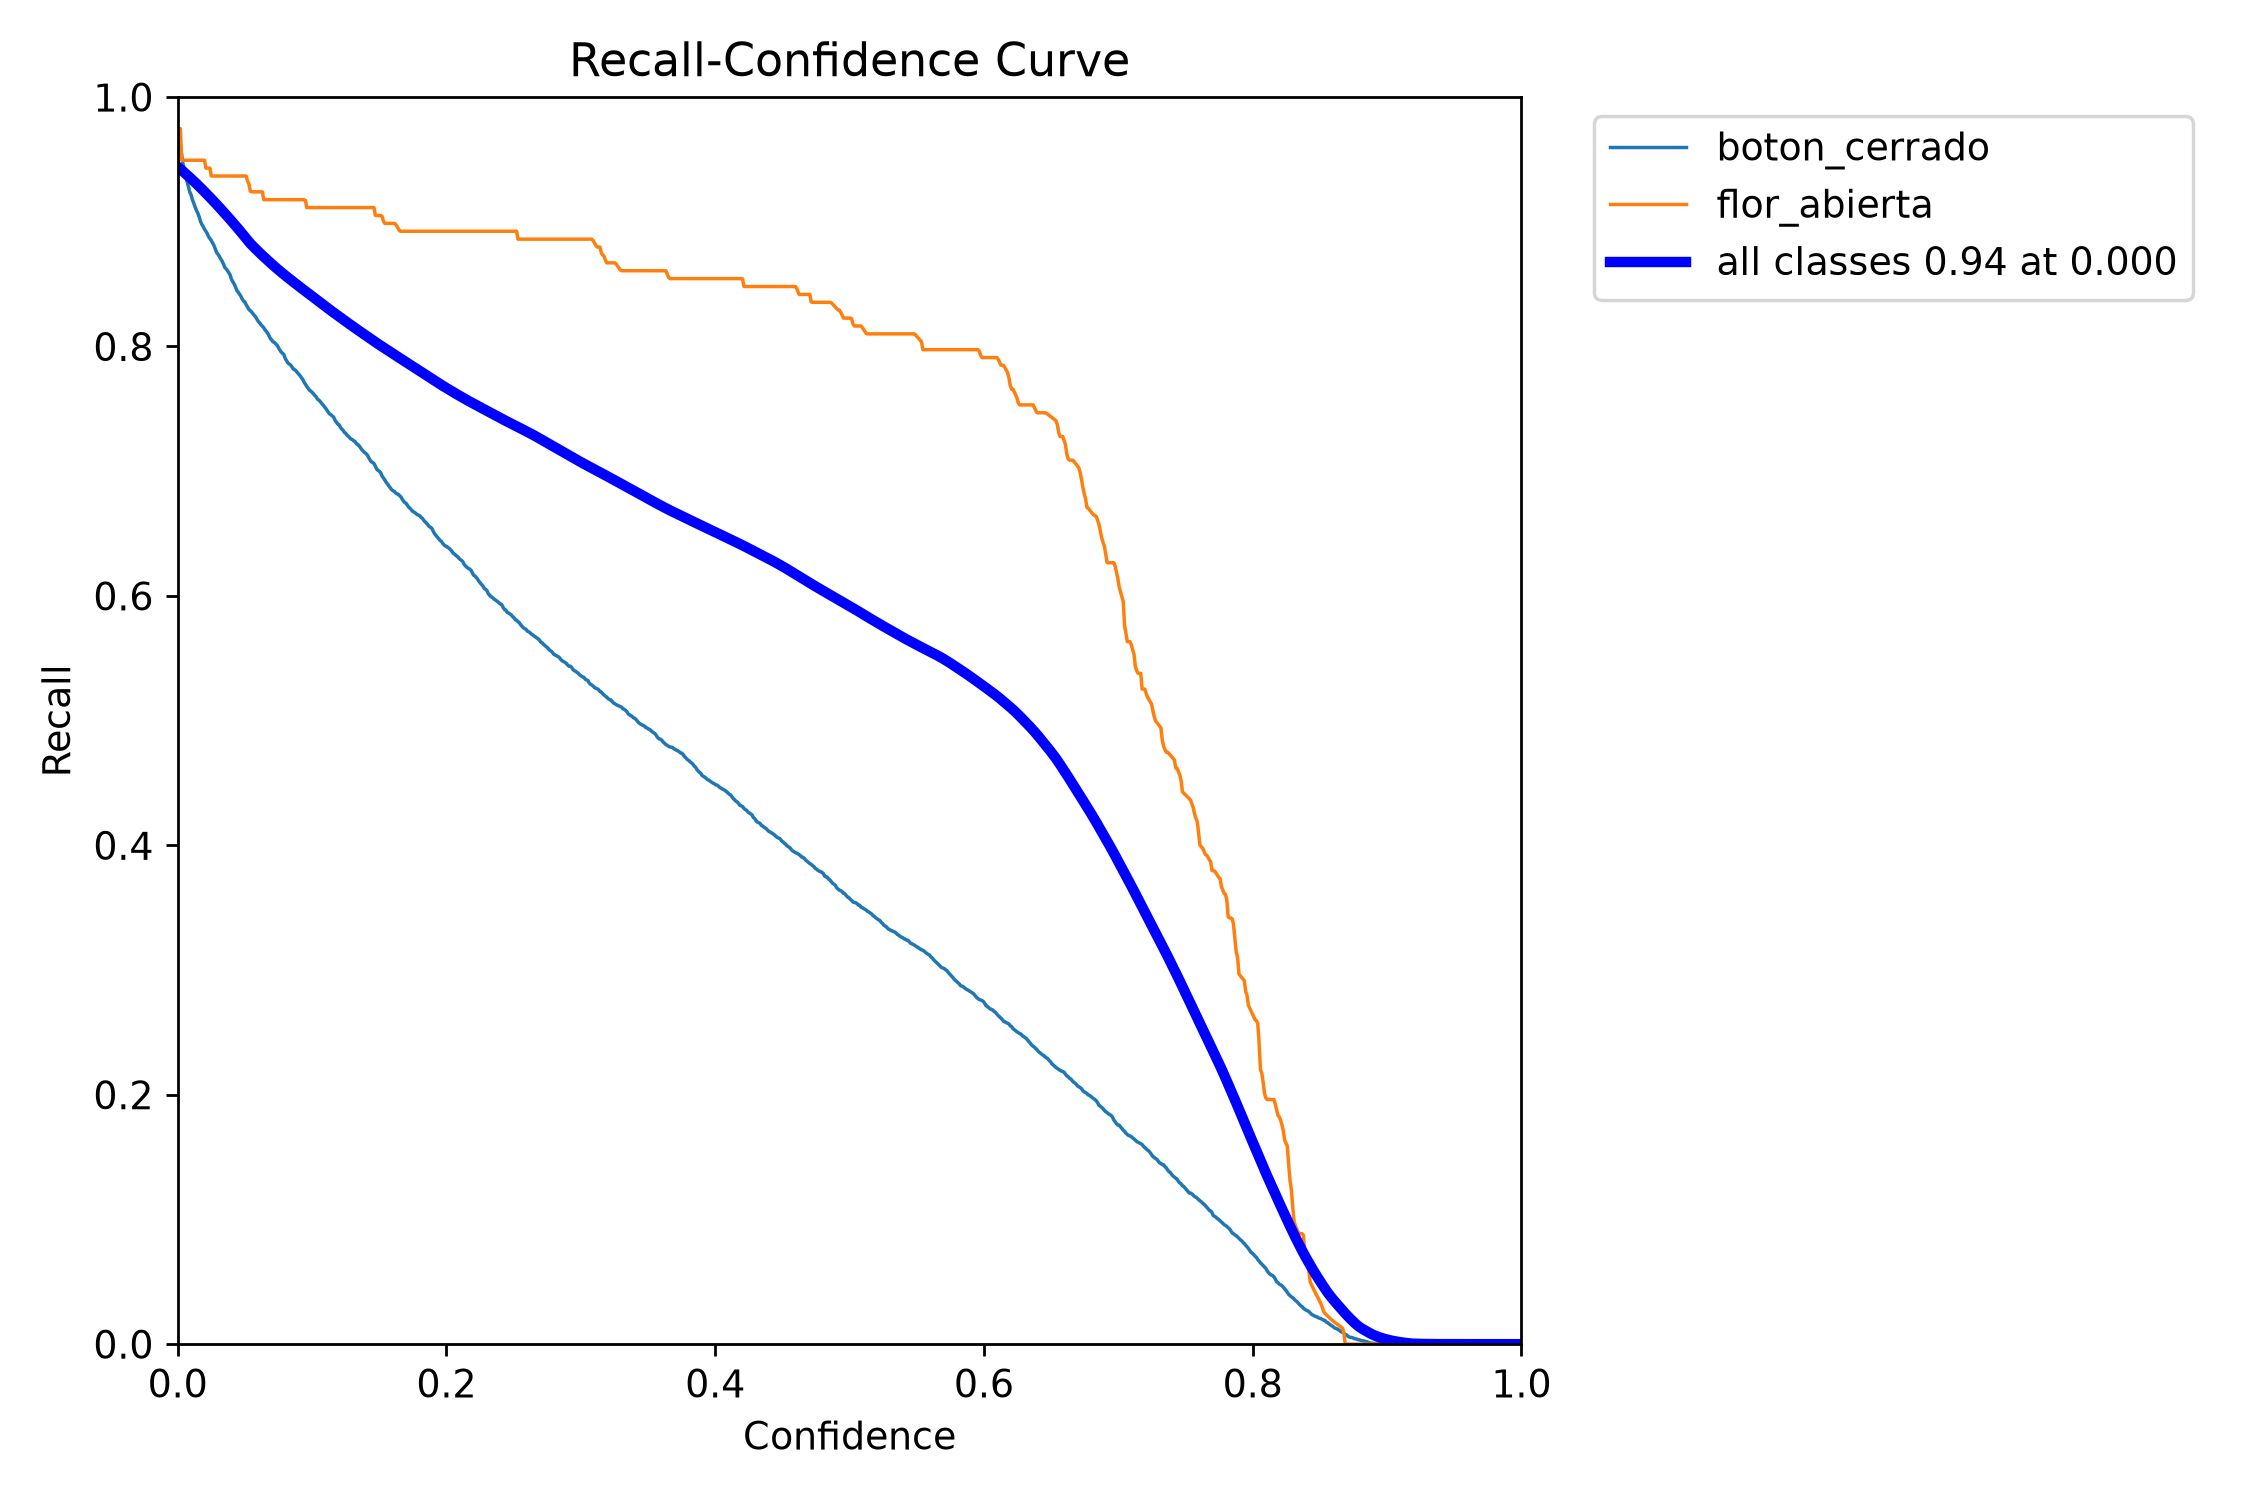 Recall-Confidence Curve
1.0
0.8
0.6
0.4
0.2
0.0
Recall
0.0 0.2 0.4 0.6 0.8 1.0
Confidence
boton_cerrado
flor_abierta
all classes 0.94 at 0.000